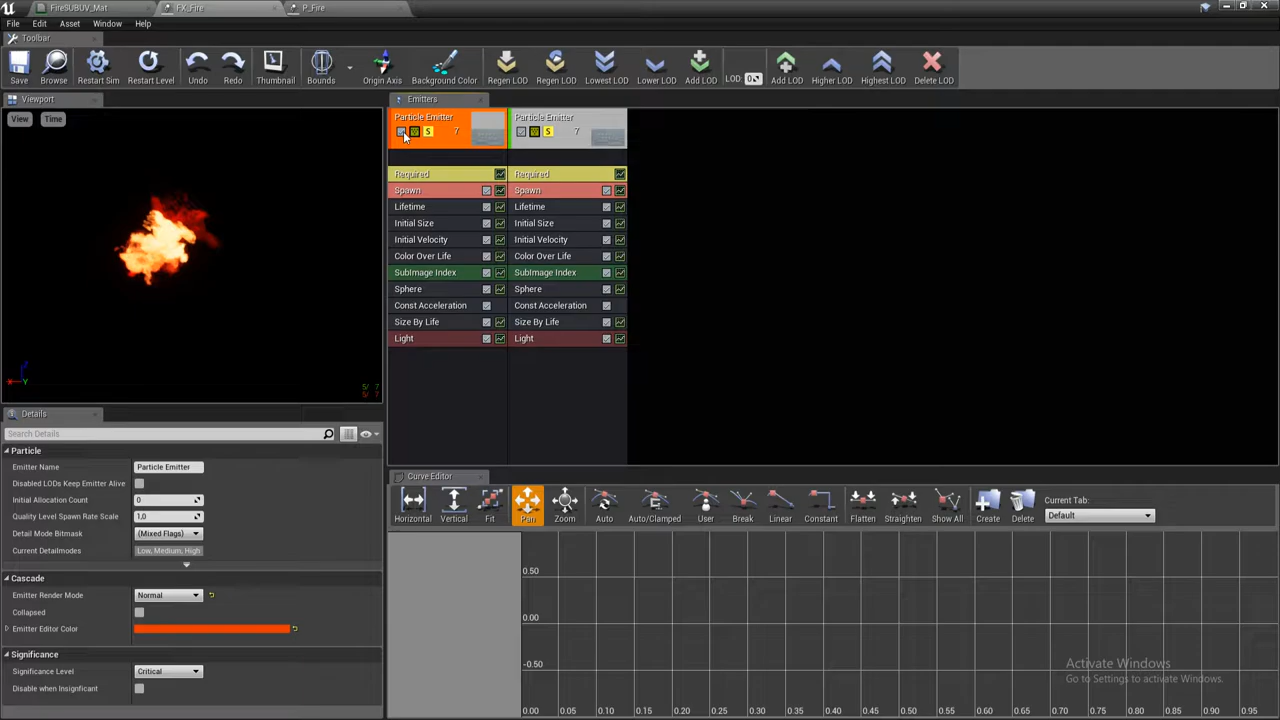 FireSUBUV_Mat FX_Fire P_Fire
File Edit Asset Window Help
Toolbar
Save Browse Restart Sim Restart Level Undo Redo Thumbnail Bounds Origin Axis Background Color Regen LOD Regen LOD Lowest LOD Lower LOD Add LOD LOD: 0 Add LOD Higher LOD Highest LOD Delete LOD
Viewport Emitters
View Time
Particle Emitter Particle Emitter
S 7 S 7
Required Required
Spawn Spawn
Lifetime Lifetime
Initial Size Initial Size
Initial Velocity Initial Velocity
Color Over Life Color Over Life
SubImage Index SubImage Index
Sphere Sphere
Const Acceleration Const Acceleration
Size By Life Size By Life
Light Light
Z
X Y
5/ 7
5/ 7
Details
Search Details
Particle
Emitter Name Particle Emitter
Disabled LODs Keep Emitter Alive
Initial Allocation Count 0
Quality Level Spawn Rate Scale 1,0
Detail Mode Bitmask (Mixed Flags)
Current Detailmodes Low, Medium, High
Cascade
Emitter Render Mode Normal
Collapsed
Emitter Editor Color
Significance
Significance Level Critical
Disable when Insignficant
Curve Editor
Horizontal Vertical Fit Pan Zoom Auto Auto/Clamped User Break Linear Constant Flatten Straighten Show All Create Delete
Current Tab:
Default
0.50
0.00
-0.50
0.00 0.05 0.10 0.15 0.20 0.25 0.30 0.35 0.40 0.45 0.50 0.55 0.60 0.65 0.70 0.75 0.80 0.85 0.90 0.95
Activate Windows
Go to Settings to activate Windows.